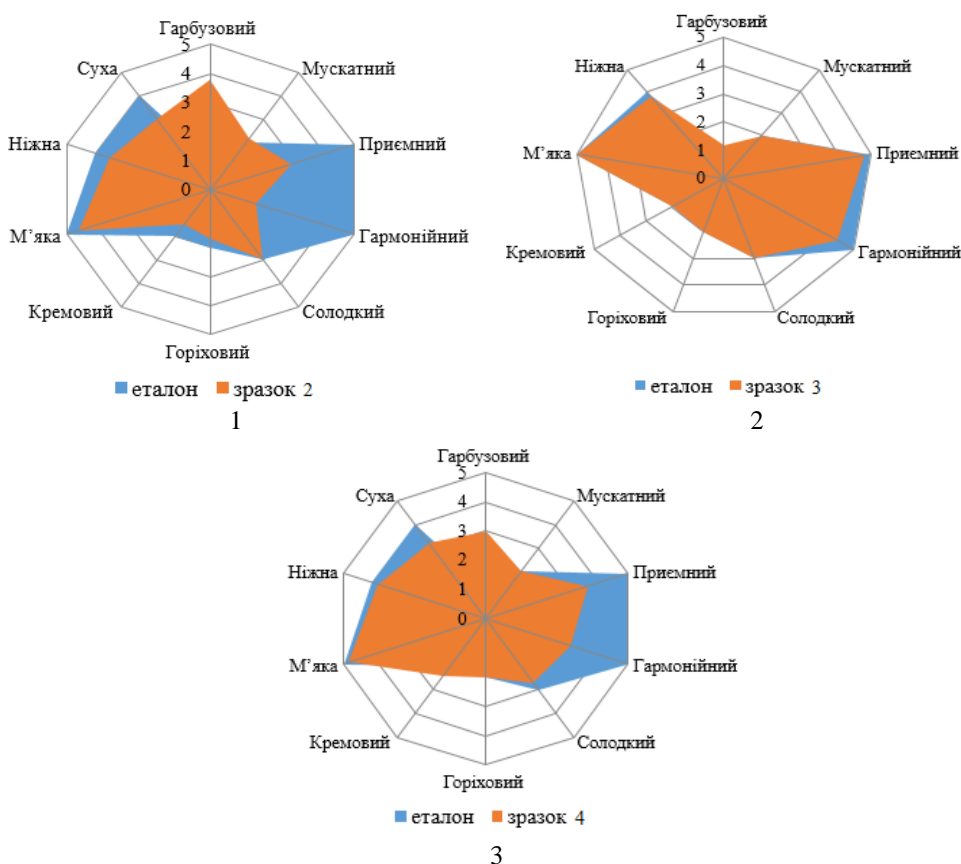 Гарбузовий
5
Суха
Мускатний
4
3
Ніжна
2
Приємний
1
0
М’яка
Гармонійний
Кремовий
Солодкий
Горіховий
еталон зразок 2
1
Гарбузовий
5
Ніжна
4
Мускатний
3
2
М’яка
1
Приємний
0
Кремовий
Гармонійний
Горіховий
Солодкий
еталон зразок 3
2
Гарбузовий
5
Суха
4
Мускатний
3
Ніжна
2
Приємний
1
0
М’яка
Гармонійний
Кремовий
Солодкий
Горіховий
еталон зразок 4
3